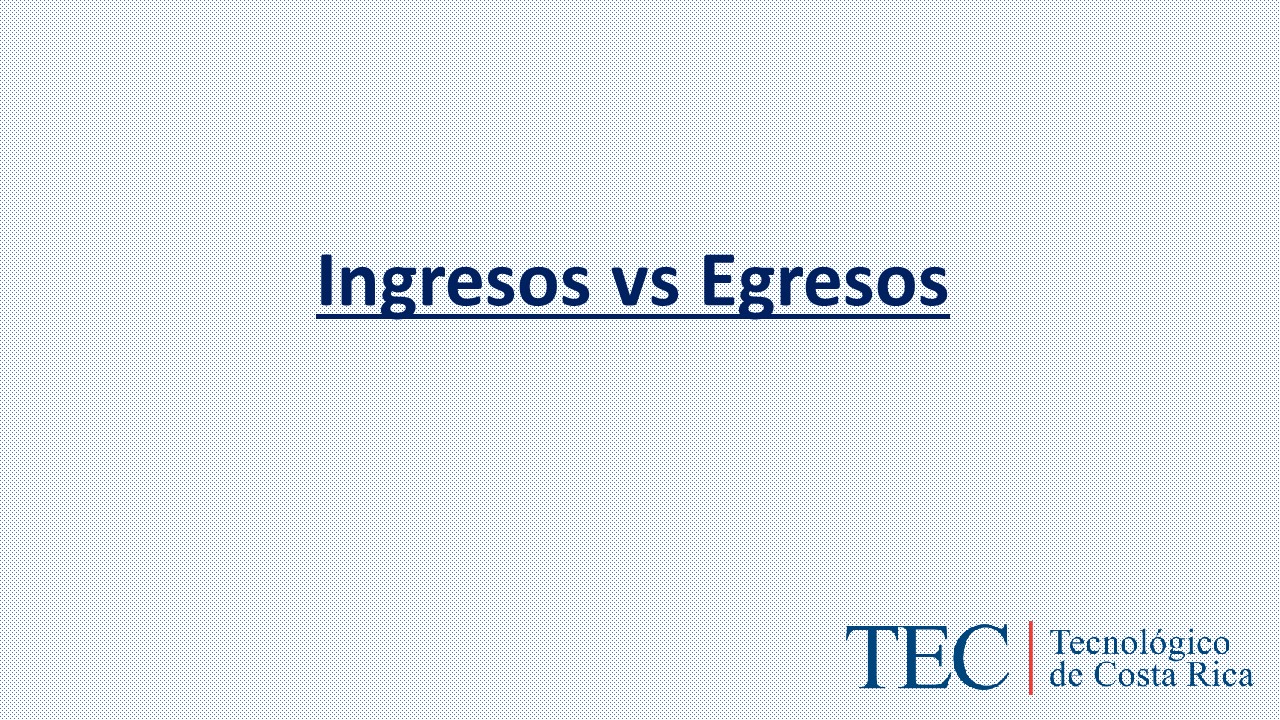 Ingresos vs Egresos
TEC
Tecnológico
de Costa Rica